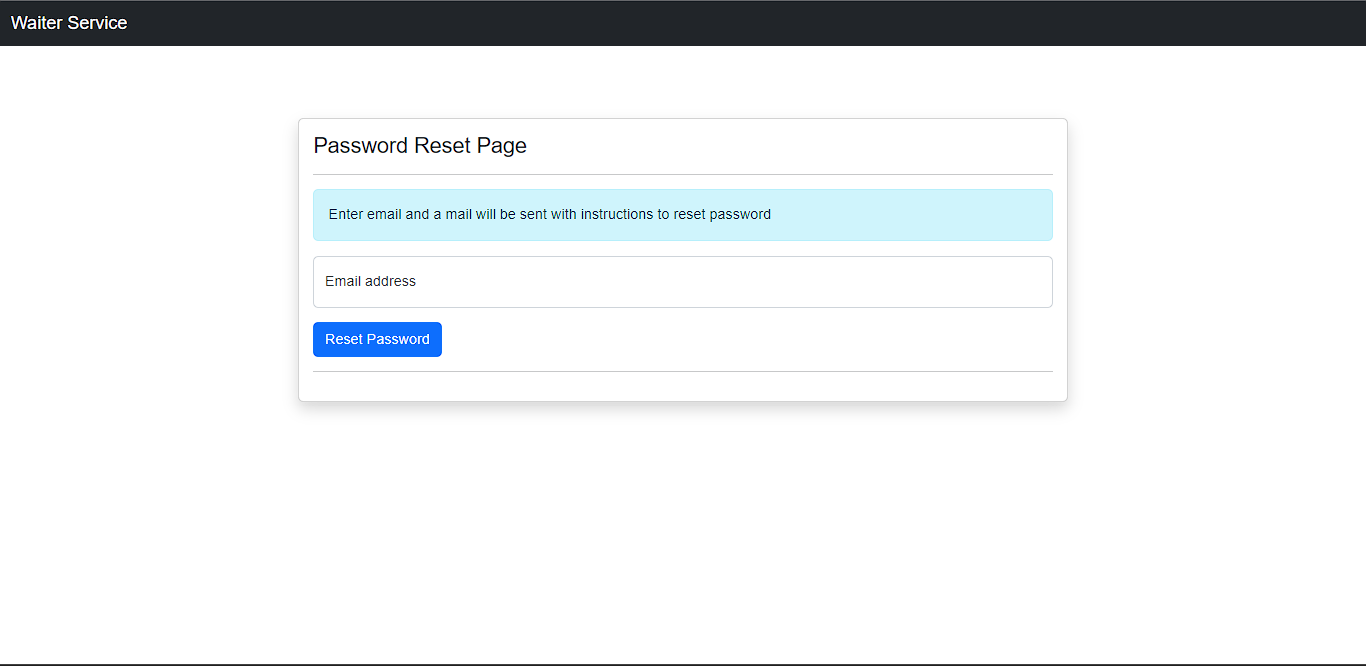 Waiter Service
Password Reset Page
Enter email and a mail will be sent with instructions to reset password
Email address
Reset Password